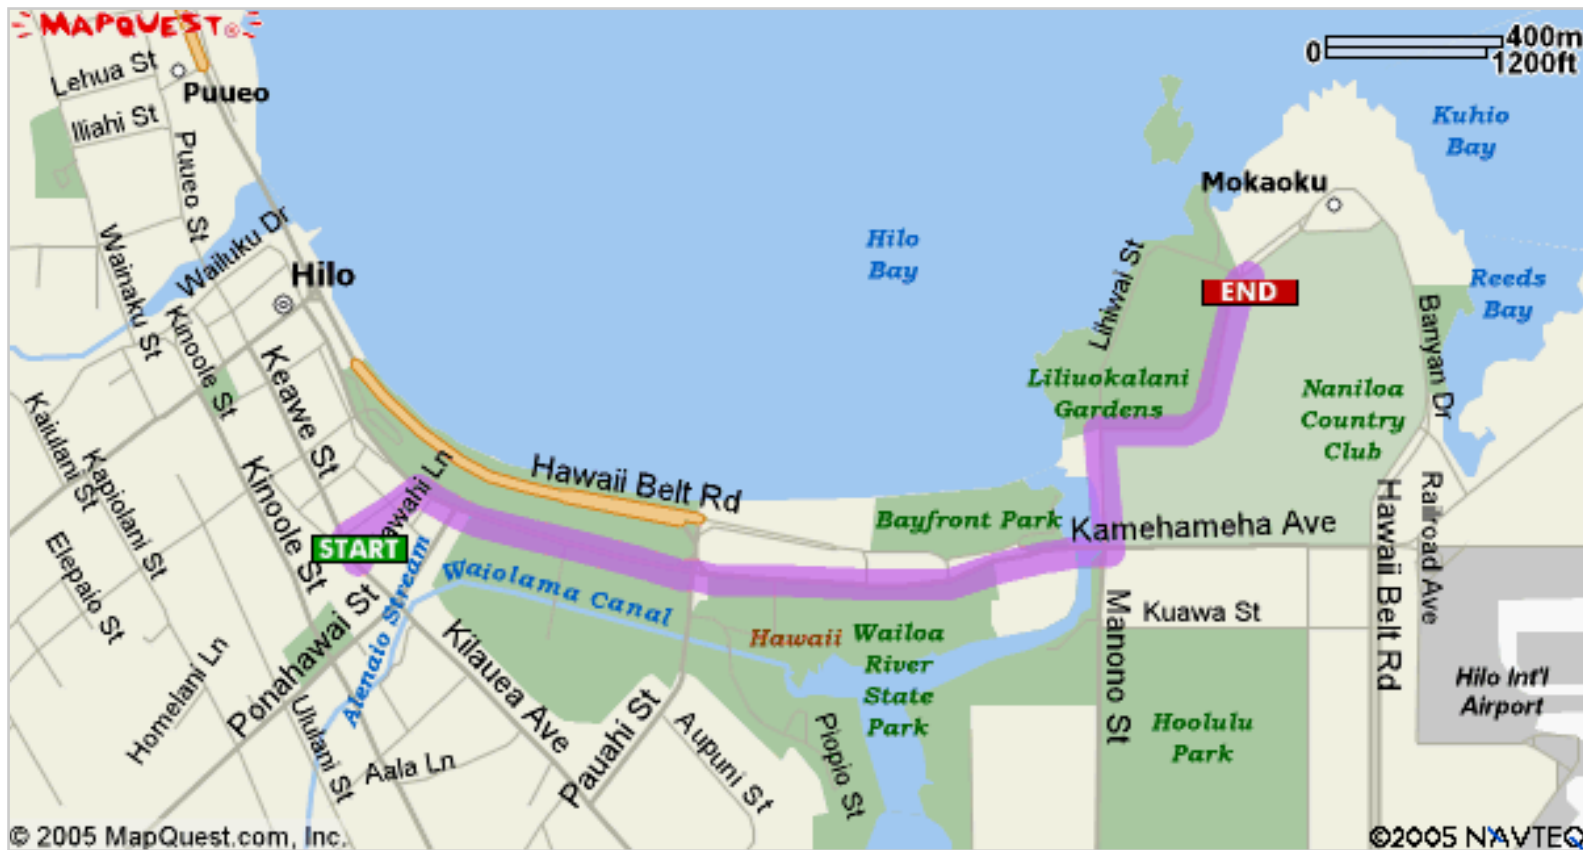 MAPQUEST®
0
400m
1200ft
Lehua St
Puueo
Iliahi St
Puueo St
Kuhio
Bay
Mokaoku
Wainaku St
Wailuku Dr
Hilo
Hilo
Bay
Lihiwai St
Reeds
Bay
END
Kinoole St
Keawe St
Banyan Dr
Liliuokalani
Gardens
Naniloa
Country
Club
Kaiulani St
Kapiolani St
Kinoole St
awahi Ln
Hawaii Belt Rd
Bayfront Park
Kamehameha Ave
Hawaii Belt Rd
Railroad Ave
START
Elepaio St
Alenaio Stream
Waiolama Canal
Hawaii
Wailoa
River
State
Park
Manono St
Kuawa St
Ponahawai St
Kilauea Ave
Homelani Ln
Ululani St
Aala Ln
Pauahi St
Aupuni St
Piopio St
Hoolulu
Park
Hilo Int'l
Airport
© 2005 MapQuest.com, Inc.
©2005 NAVTEQ